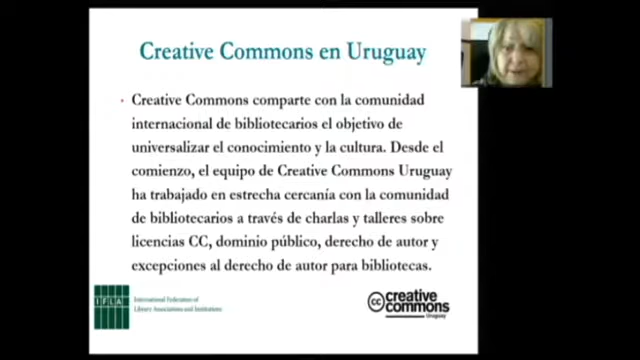 Creative Commons en Uruguay
• Creative Commons comparte con la comunidad
internacional de bibliotecarios el objetivo de
universalizar el conocimiento y la cultura. Desde el
comienzo, el equipo de Creative Commons Uruguay
ha trabajado en estrecha cercanía con la comunidad
de bibliotecarios a través de charlas y talleres sobre
licencias CC, dominio público, derecho de autor y
excepciones al derecho de autor para bibliotecas.
IFLA
International Federation of
Library Associations and Institutions
cc creative
commons
Uruguay